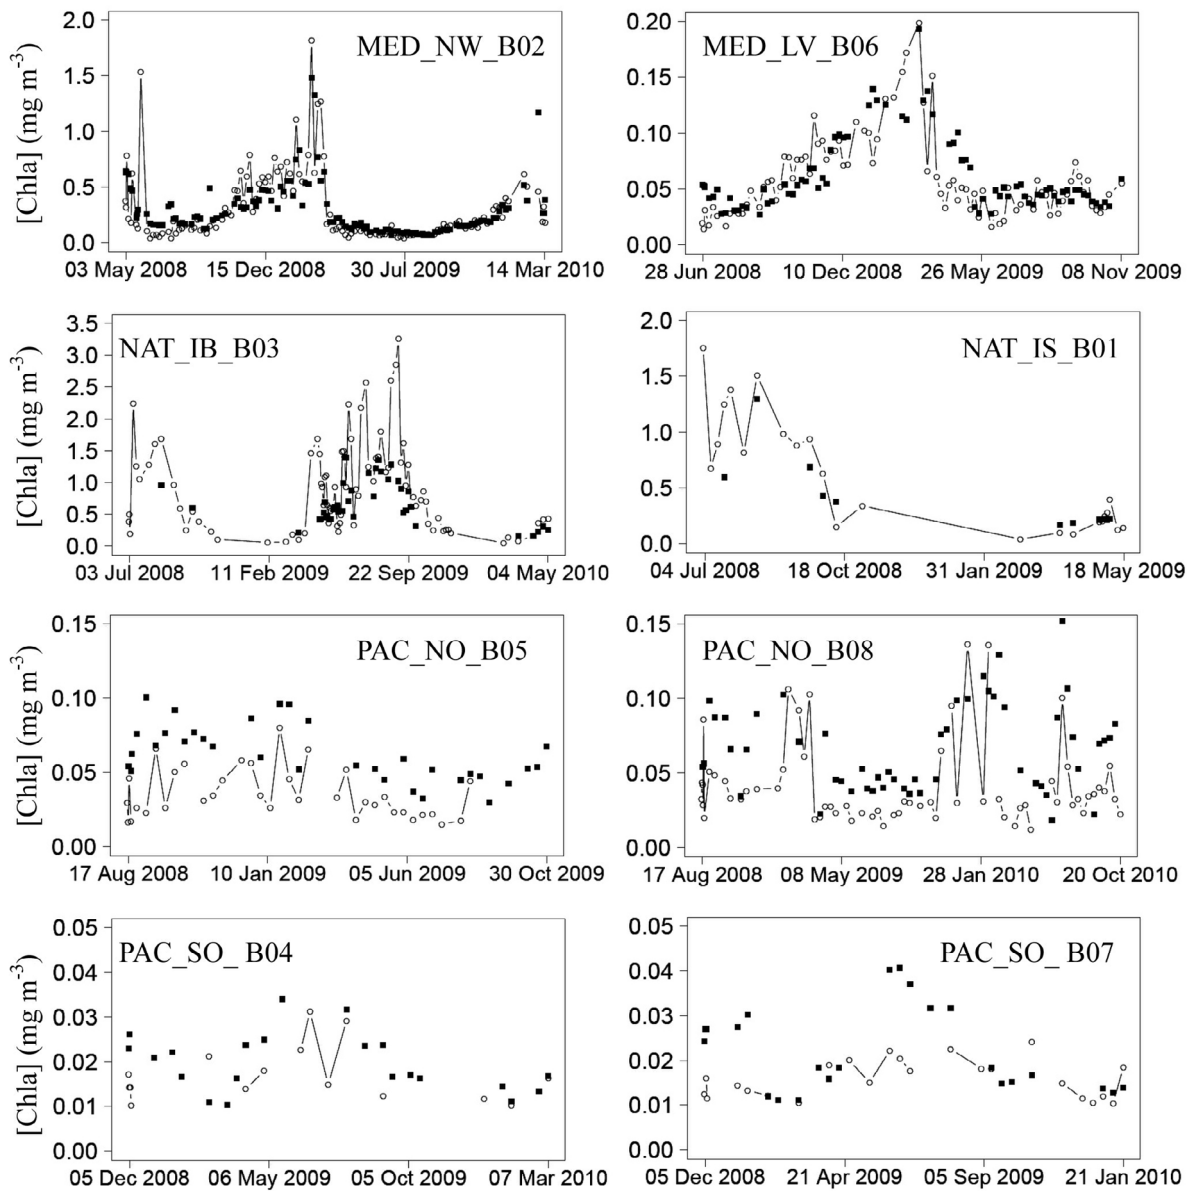 2.0
1.5
1.0
0.5
0.0
[Chla] (mg m-3)
MED_NW_B02
03 May 2008 15 Dec 2008 30 Jul 2009 14 Mar 2010
0.20
0.15
0.10
0.05
0.00
MED_LV_B06
28 Jun 2008 10 Dec 2008 26 May 2009 08 Nov 2009
3.5
3.0
2.5
2.0
1.5
1.0
0.5
0.0
[Chla] (mg m-3)
NAT_IB_B03
03 Jul 2008 11 Feb 2009 22 Sep 2009 04 May 2010
2.0
1.5
1.0
0.5
0.0
NAT_IS_B01
04 Jul 2008 18 Oct 2008 31 Jan 2009 18 May 2009
0.15
0.10
0.05
0.00
[Chla] (mg m-3)
PAC_NO_B05
17 Aug 2008 10 Jan 2009 05 Jun 2009 30 Oct 2009
0.15
0.10
0.05
0.00
PAC_NO_B08
17 Aug 2008 08 May 2009 28 Jan 2010 20 Oct 2010
0.05
0.04
0.03
0.02
0.01
0.00
[Chla] (mg m-3)
PAC_SO_ B04
05 Dec 2008 06 May 2009 05 Oct 2009 07 Mar 2010
0.05
0.04
0.03
0.02
0.01
0.00
PAC_SO_ B07
05 Dec 2008 21 Apr 2009 05 Sep 2009 21 Jan 2010